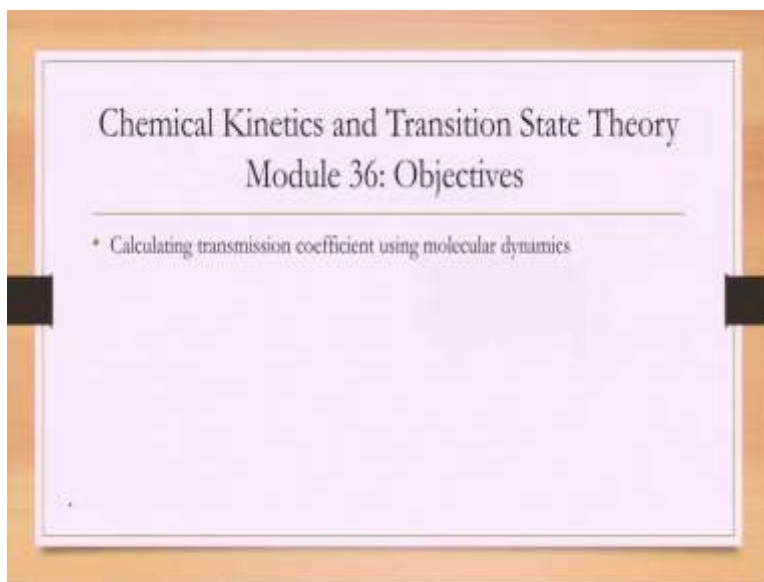 Chemical Kinetics and Transition State Theory
Module 36: Objectives
• Calculating transmission coefficient using molecular dynamics